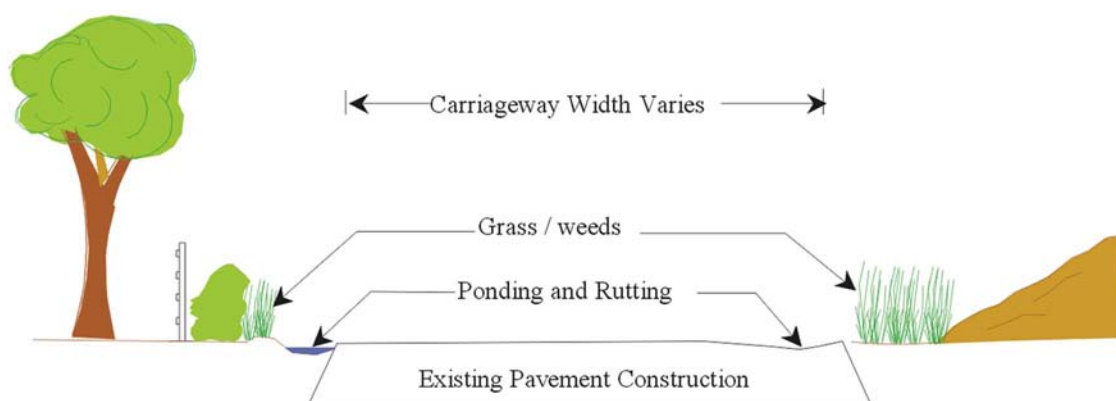 Carriageway Width Varies
Grass / weeds
Ponding and Rutting
Existing Pavement Construction